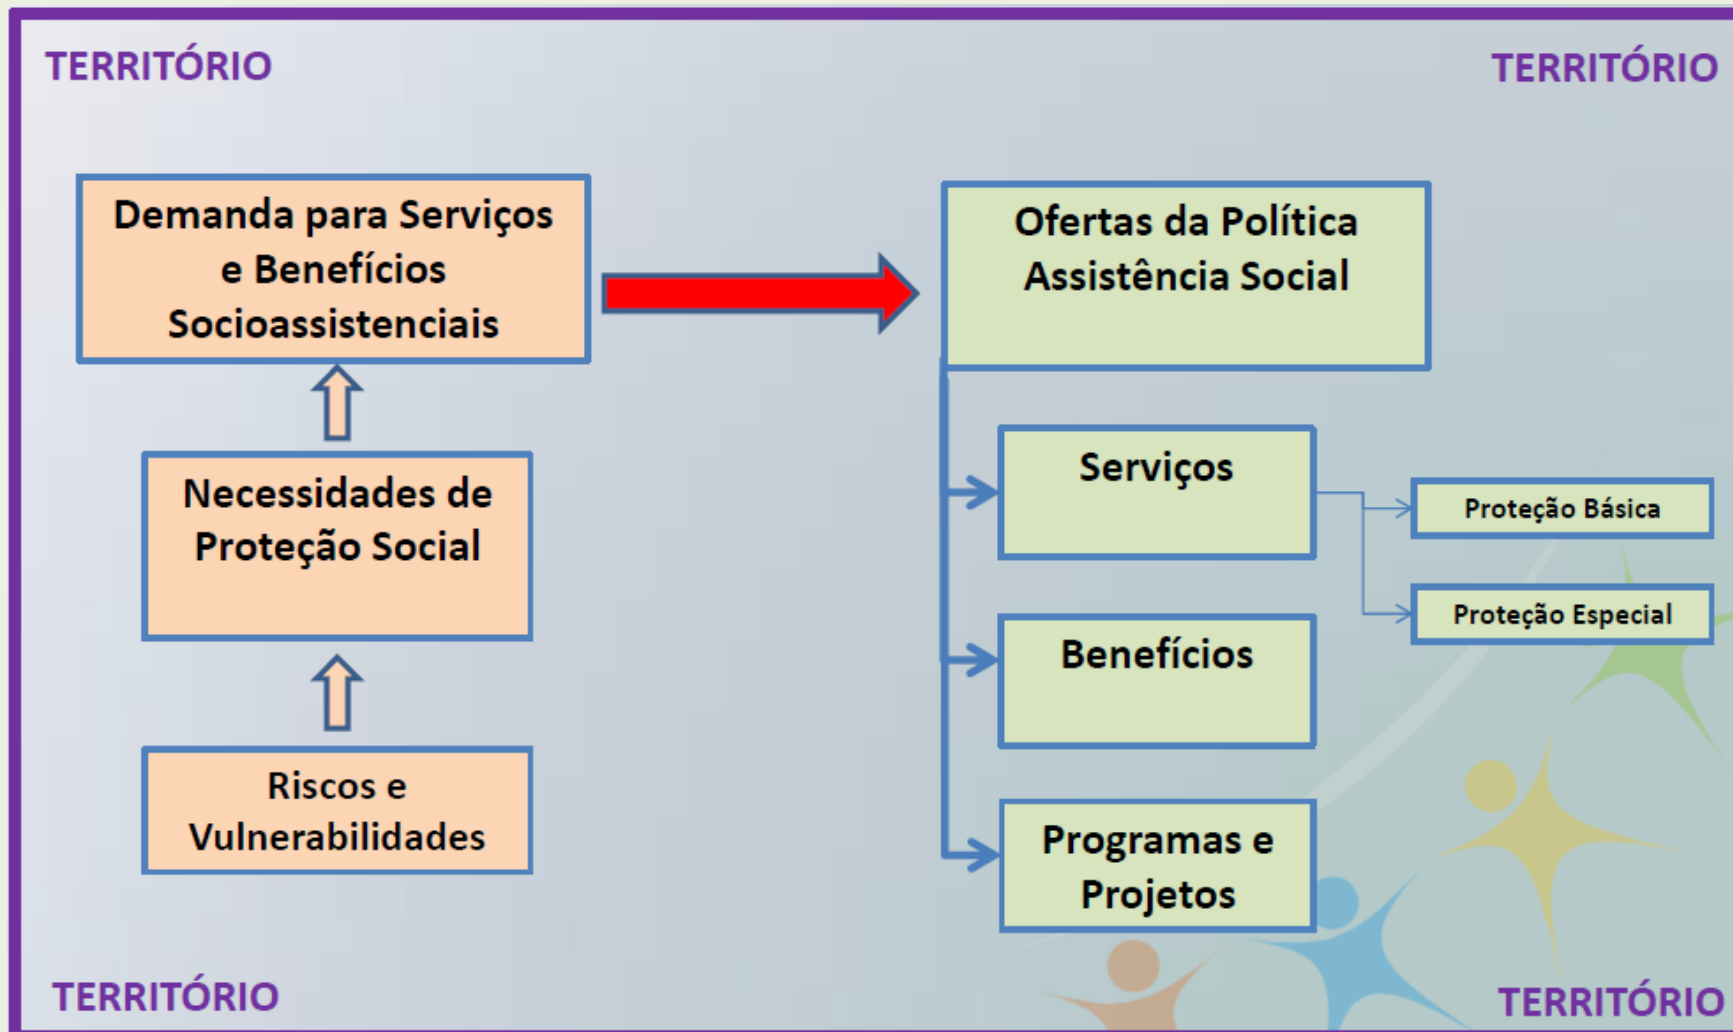 TERRITÓRIO
TERRITÓRIO
Demanda para Serviços
e Benefícios
Socioassistenciais
Necessidades de
Proteção Social
Riscos e
Vulnerabilidades
Ofertas da Política
Assistência Social
Serviços
Proteção Básica
Proteção Especial
Benefícios
Programas e
Projetos
TERRITÓRIO
TERRITÓRIO